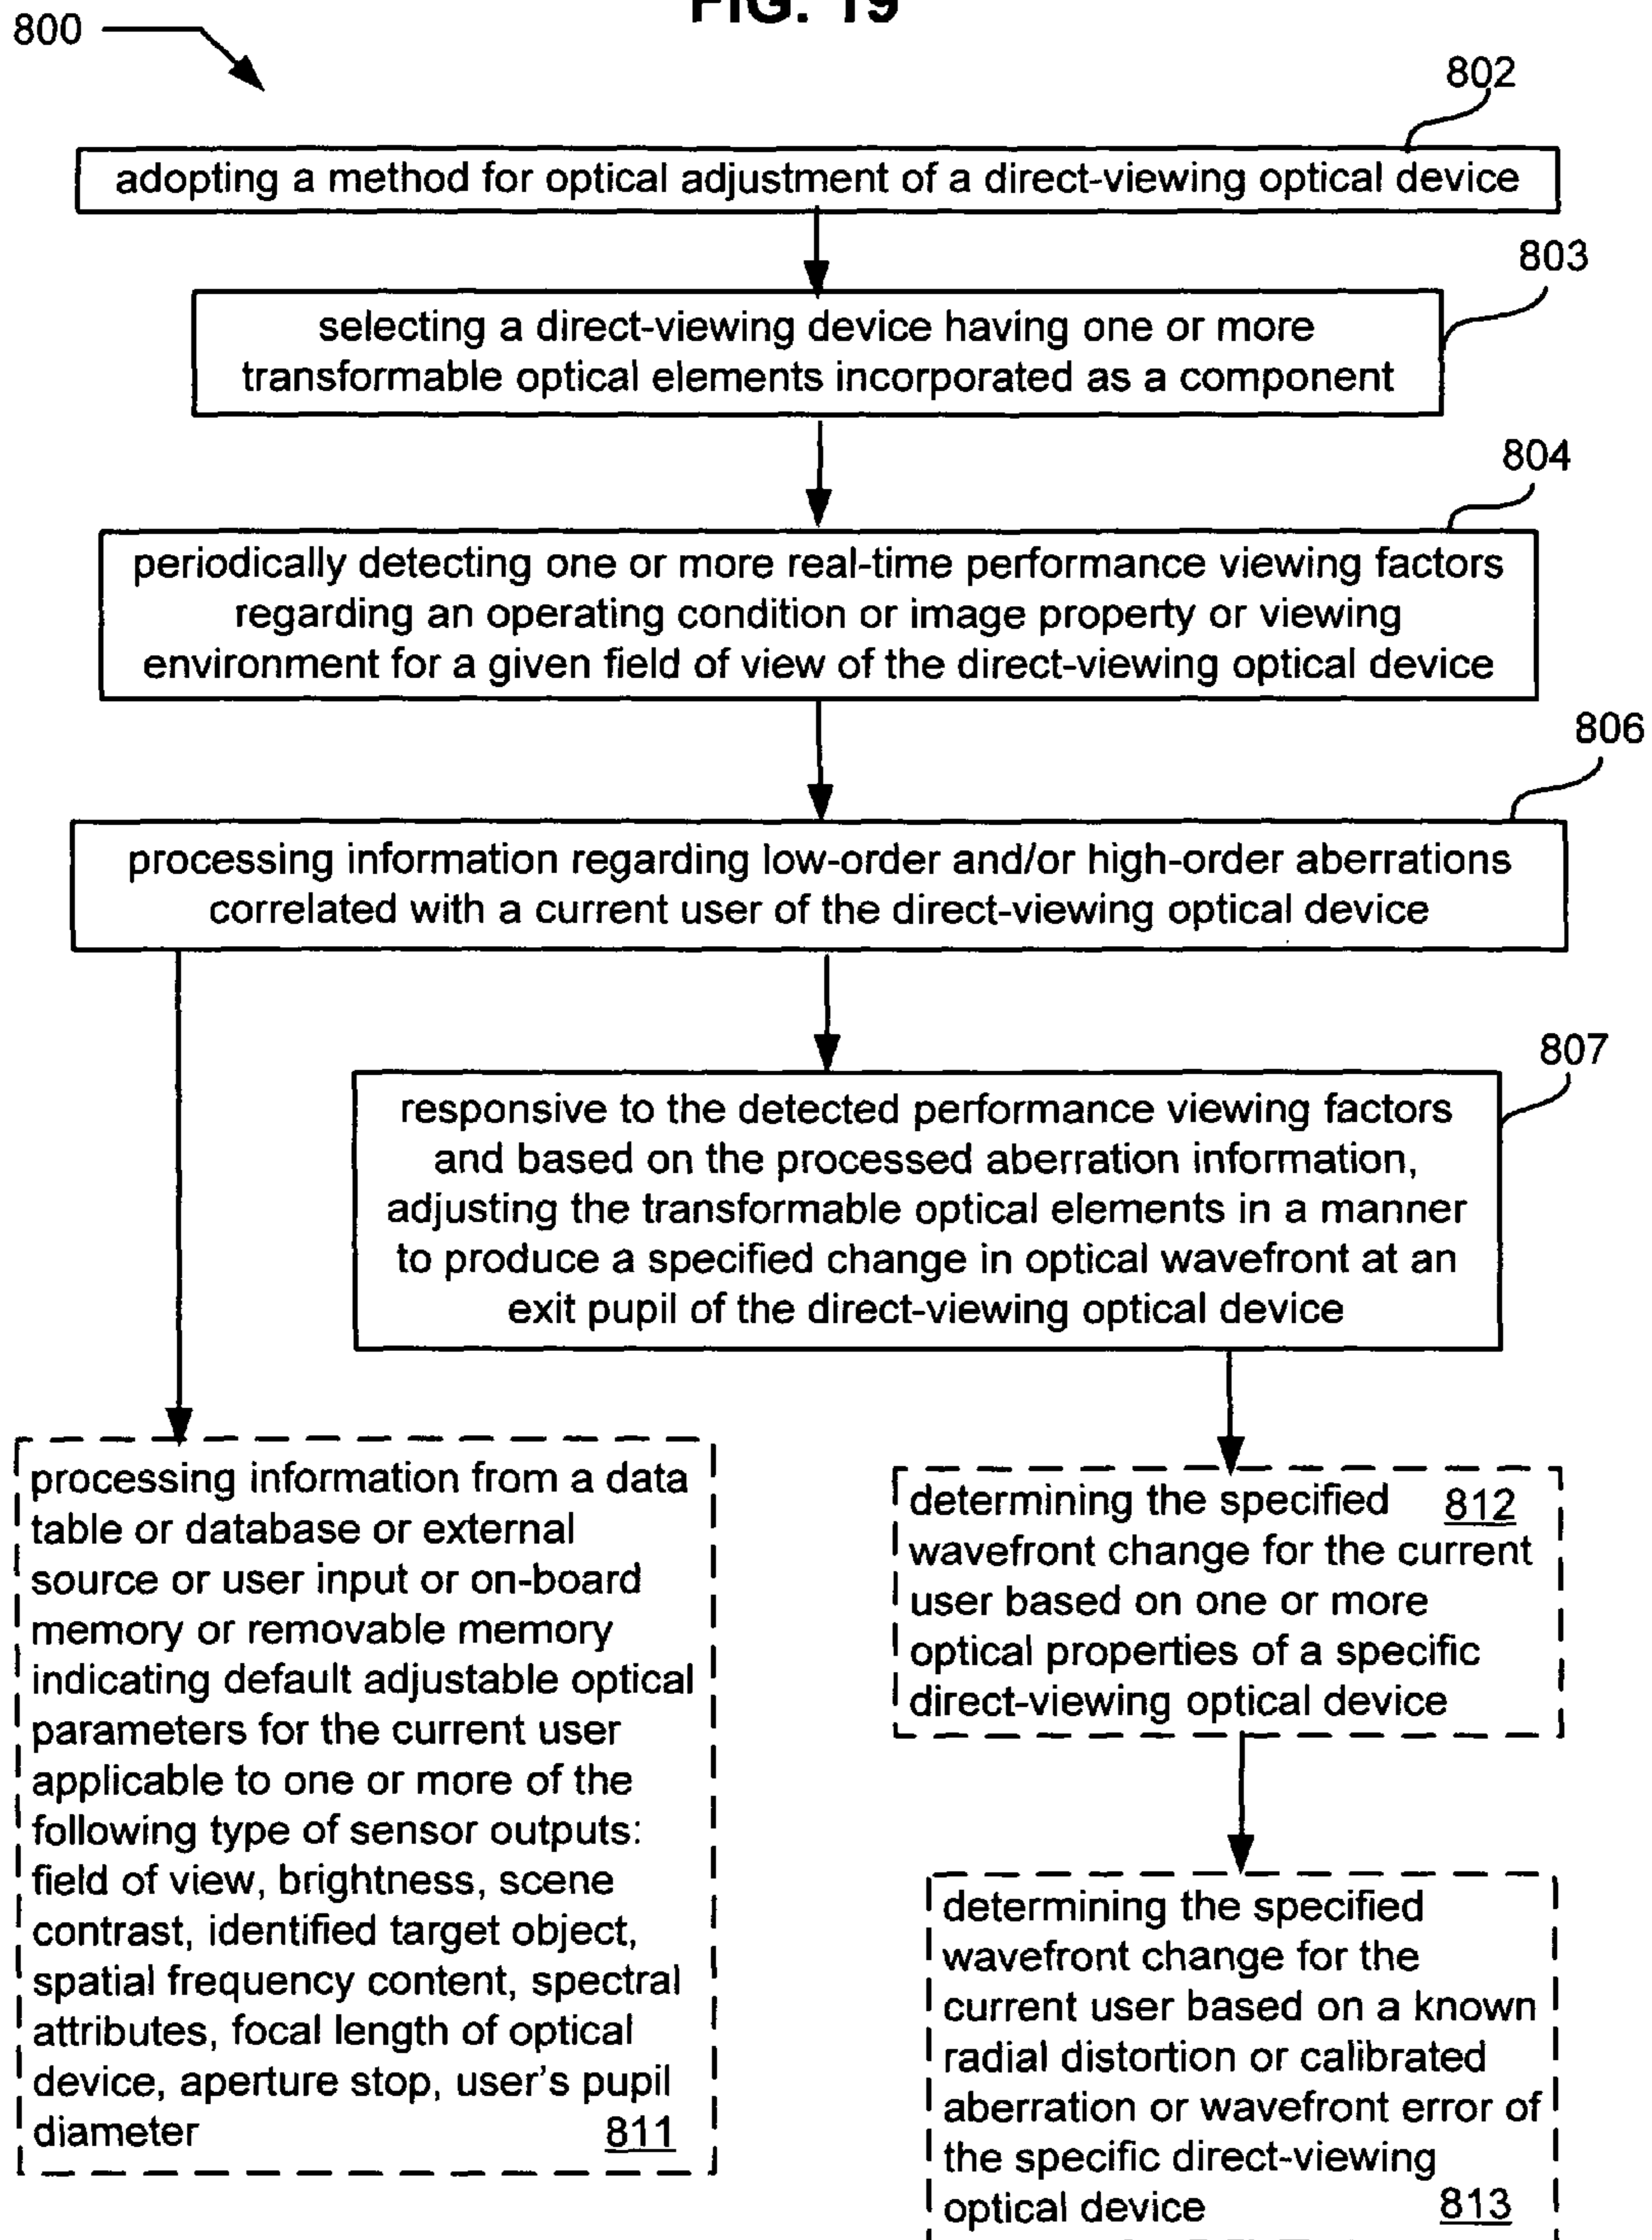 FIG. 19
800
802
adopting a method for optical adjustment of a direct-viewing optical device
803
selecting a direct-viewing device having one or more
transformable optical elements incorporated as a component
804
periodically detecting one or more real-time performance viewing factors
regarding an operating condition or image property or viewing
environment for a given field of view of the direct-viewing optical device
806
processing information regarding low-order and/or high-order aberrations
correlated with a current user of the direct-viewing optical device
807
responsive to the detected performance viewing factors
and based on the processed aberration information,
adjusting the transformable optical elements in a manner
to produce a specified change in optical wavefront at an
exit pupil of the direct-viewing optical device
processing information from a data
table or database or external
source or user input or on-board
memory or removable memory
indicating default adjustable optical
parameters for the current user
applicable to one or more of the
following type of sensor outputs:
field of view, brightness, scene
contrast, identified target object,
spatial frequency content, spectral
attributes, focal length of optical
device, aperture stop, user's pupil
diameter 811
determining the specified 812
wavefront change for the current
user based on one or more
optical properties of a specific
direct-viewing optical device
determining the specified
wavefront change for the
current user based on a known
radial distortion or calibrated
aberration or wavefront error of
the specific direct-viewing
optical device 813